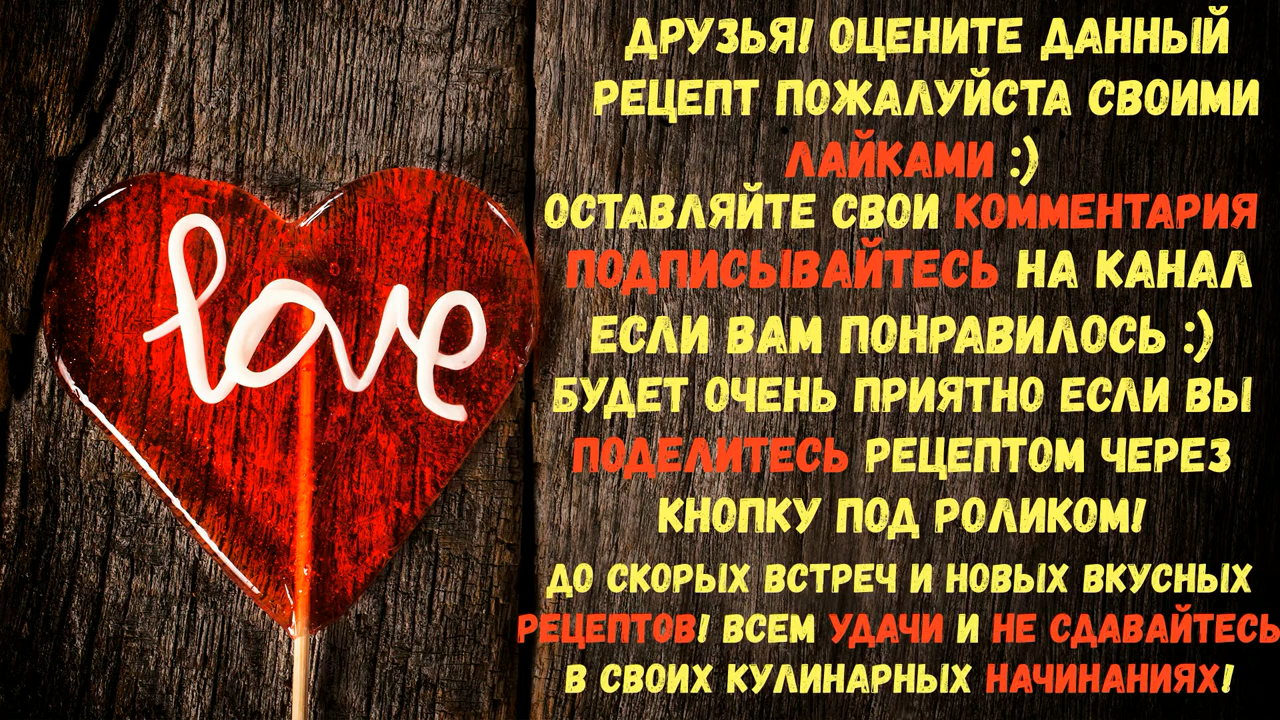 love
ДРУЗЬЯ! ОЦЕНИТЕ ДАННЫЙ
РЕЦЕПТ ПОЖАЛУЙСТА СВОИМИ
ЛАЙКАМИ :)
ОСТАВЛЯЙТЕ СВОИ КОММЕНТАРИЯ
ПОДПИСЫВАЙТЕСЬ НА КАНАЛ
ЕСЛИ ВАМ ПОНРАВИЛОСЬ :)
БУДЕТ ОЧЕНЬ ПРИЯТНО ЕСЛИ ВЫ
ПОДЕЛИТЕСЬ РЕЦЕПТОМ ЧЕРЕЗ
КНОПКУ ПОД РОЛИКОМ!
ДО СКОРЫХ ВСТРЕЧ И НОВЫХ ВКУСНЫХ
РЕЦЕПТОВ! ВСЕМ УДАЧИ И НЕ СДАВАЙТЕСЬ
В СВОИХ КУЛИНАРНЫХ НАЧИНАНИЯХ!